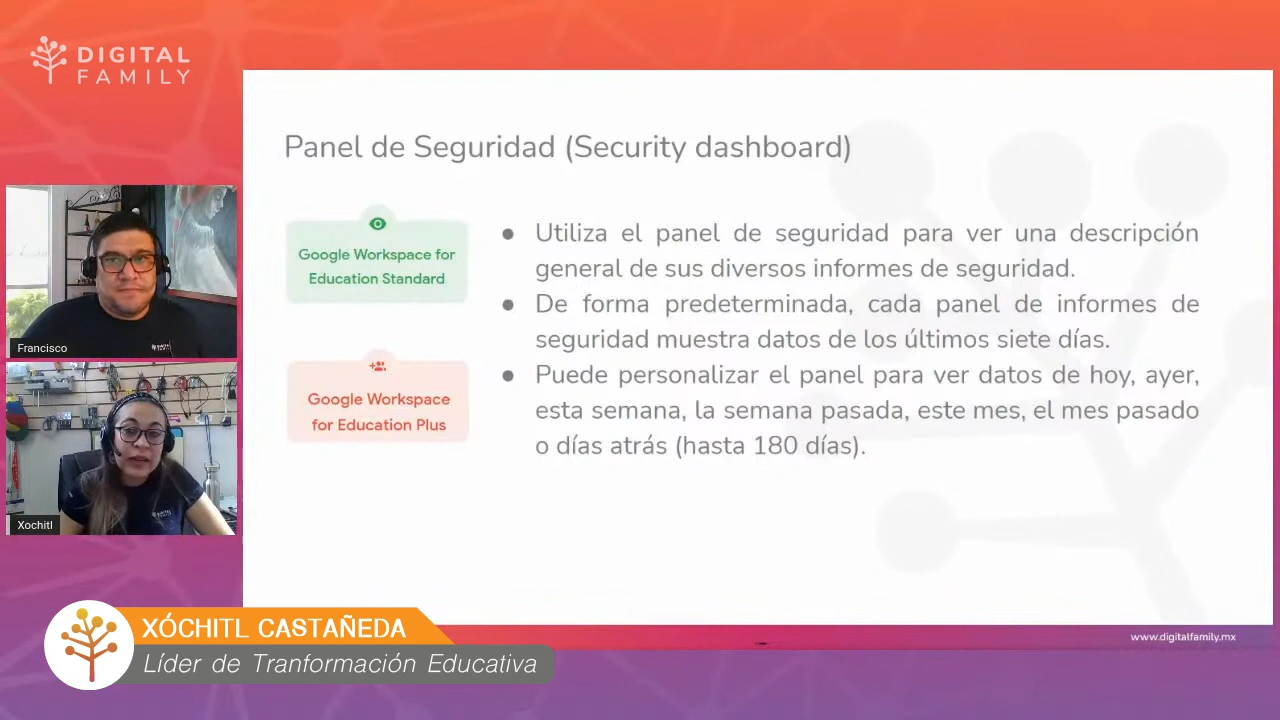 DIGITAL
FAMILY
Panel de Seguridad (Security dashboard)
Google Workspace for
Education Standard
Google Workspace
for Education Plus
● Utiliza el panel de seguridad para ver una descripción
general de sus diversos informes de seguridad.
● De forma predeterminada, cada panel de informes de
seguridad muestra datos de los últimos siete días.
● Puede personalizar el panel para ver datos de hoy, ayer,
esta semana, la semana pasada, este mes, el mes pasado
o días atrás (hasta 180 días).
Francisco
Xochitl
XÓCHITL CASTAÑEDA
Líder de Tranformación Educativa
www.digitalfamily.mx